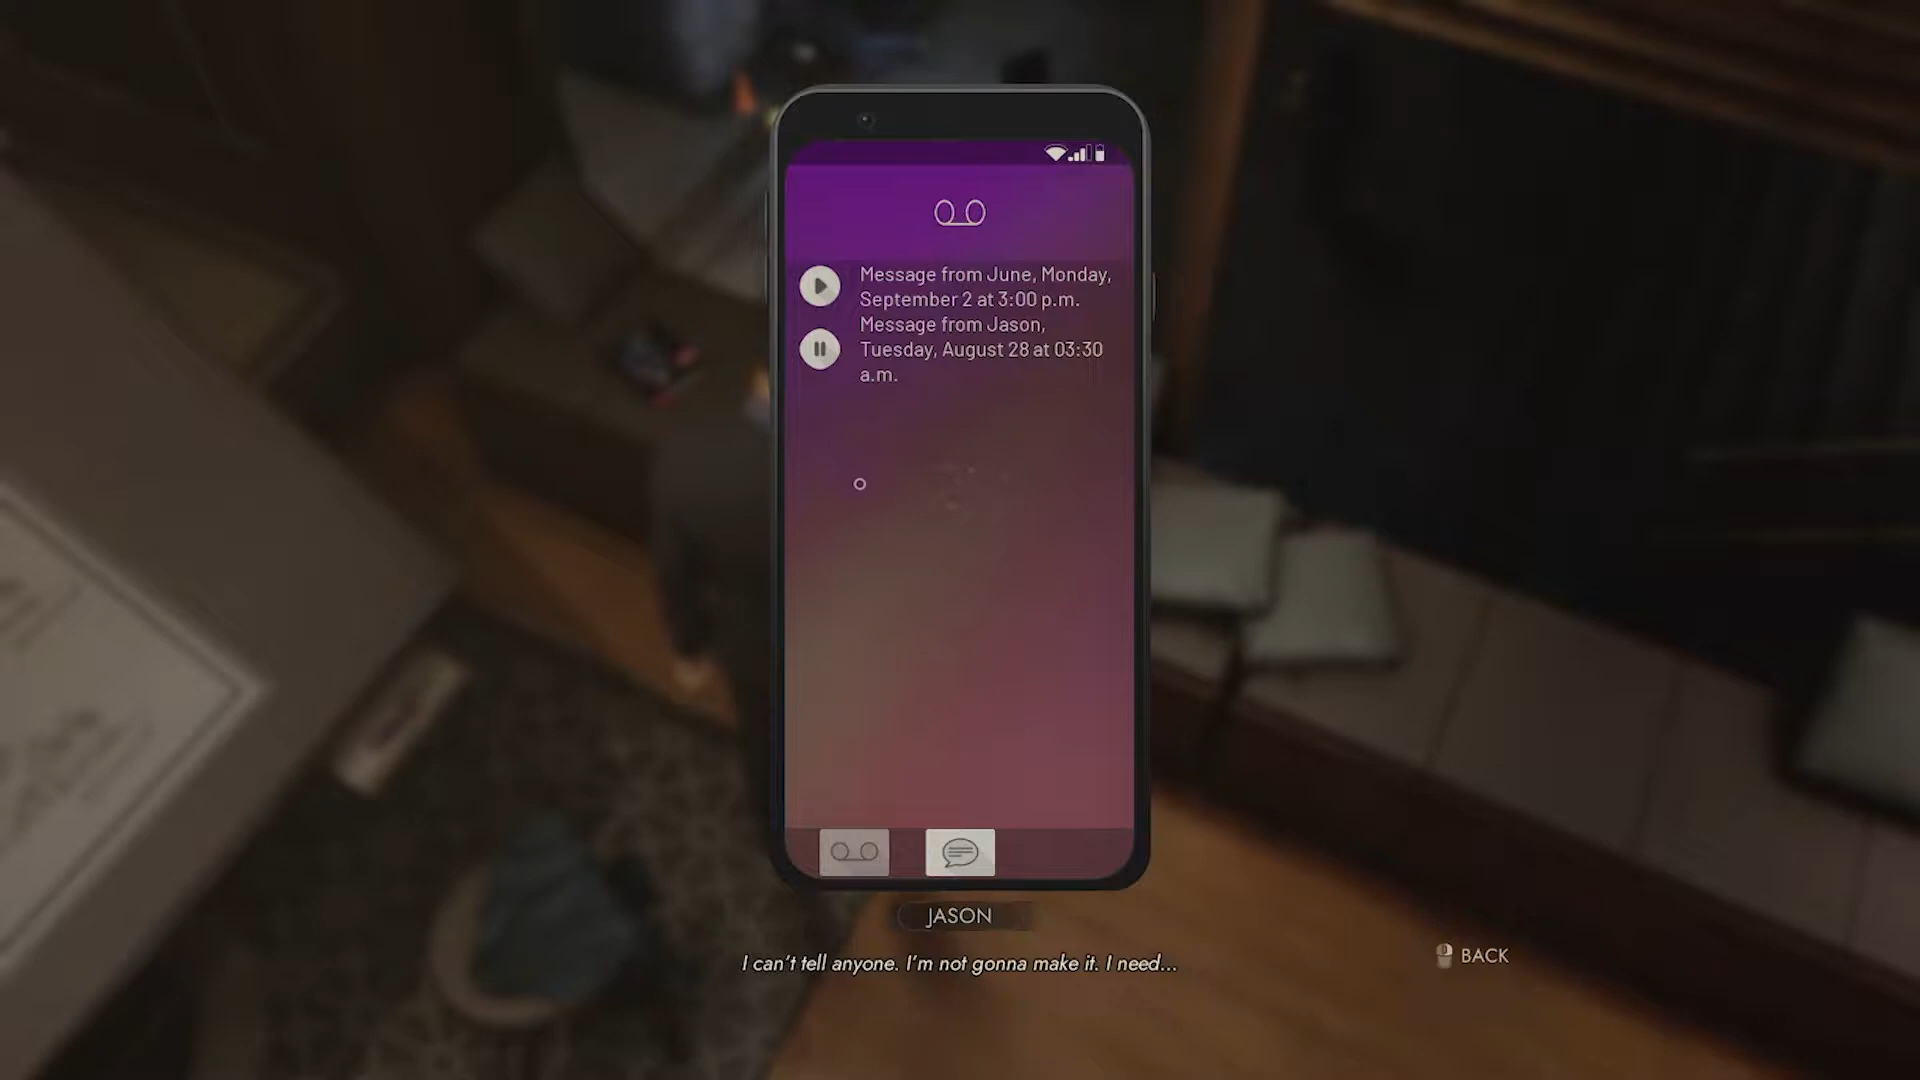 Message from June, Monday,
September 2 at 3:00 p.m.
Message from Jason,
Tuesday, August 28 at 03:30
a.m.
JASON
I can't tell anyone. I'm not gonna make it. I need...
BACK